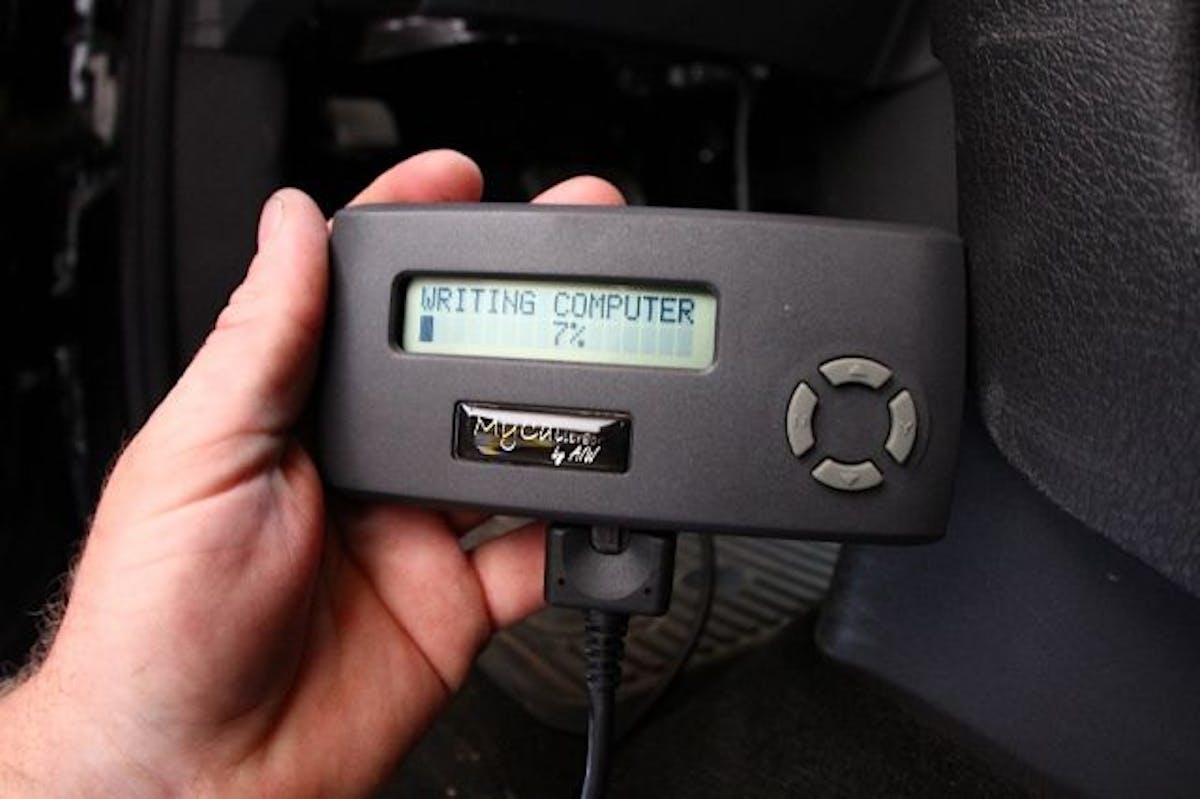 WRITING COMPUTER
7%
by AIW